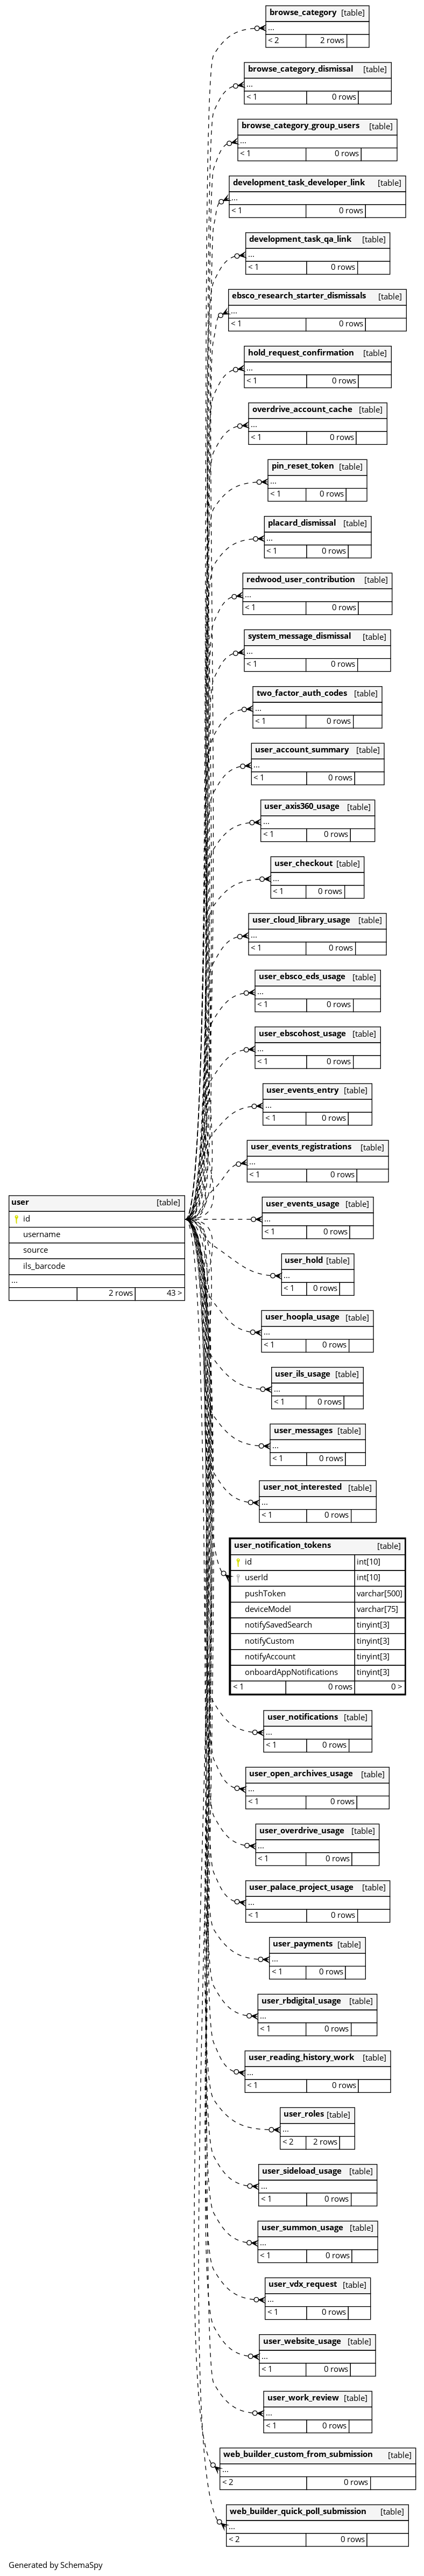 browse_category [table]
...
< 2 2 rows
browse_category_dismissal [table]
...
< 1 0 rows
browse_category_group_users [table]
...
< 1 0 rows
development_task_developer_link [table]
...
< 1 0 rows
development_task_qa_link [table]
...
< 1 0 rows
ebsco_research_starter_dismissals [table]
...
< 1 0 rows
hold_request_confirmation [table]
...
< 1 0 rows
overdrive_account_cache [table]
...
< 1 0 rows
pin_reset_token [table]
...
< 1 0 rows
placard_dismissal [table]
...
< 1 0 rows
redwood_user_contribution [table]
...
< 1 0 rows
system_message_dismissal [table]
...
< 1 0 rows
two_factor_auth_codes [table]
...
< 1 0 rows
user_account_summary [table]
...
< 1 0 rows
user_axis360_usage [table]
...
< 1 0 rows
user_checkout [table]
...
< 1 0 rows
user_cloud_library_usage [table]
...
< 1 0 rows
user_ebsco_eds_usage [table]
...
< 1 0 rows
user_ebscohost_usage [table]
...
< 1 0 rows
user_events_entry [table]
...
< 1 0 rows
user_events_registrations [table]
...
< 1 0 rows
user [table]
id
username
source
ils_barcode
...
2 rows 43 >
user_events_usage [table]
...
< 1 0 rows
user_hold [table]
...
< 1 0 rows
user_hoopla_usage [table]
...
< 1 0 rows
user_ils_usage [table]
...
< 1 0 rows
user_messages [table]
...
< 1 0 rows
user_not_interested [table]
...
< 1 0 rows
user_notification_tokens [table]
id int[10]
userId int[10]
pushToken varchar[500]
deviceModel varchar[75]
notifySavedSearch tinyint[3]
notifyCustom tinyint[3]
notifyAccount tinyint[3]
onboardAppNotifications tinyint[3]
< 1 0 rows 0 >
user_notifications [table]
...
< 1 0 rows
user_open_archives_usage [table]
...
< 1 0 rows
user_overdrive_usage [table]
...
< 1 0 rows
user_palace_project_usage [table]
...
< 1 0 rows
user_payments [table]
...
< 1 0 rows
user_rbdigital_usage [table]
...
< 1 0 rows
user_reading_history_work [table]
...
< 1 0 rows
user_roles [table]
...
< 2 2 rows
user_sideload_usage [table]
...
< 1 0 rows
user_summon_usage [table]
...
< 1 0 rows
user_vdx_request [table]
...
< 1 0 rows
user_website_usage [table]
...
< 1 0 rows
user_work_review [table]
...
< 1 0 rows
web_builder_custom_from_submission [table]
...
< 2 0 rows
web_builder_quick_poll_submission [table]
...
< 2 0 rows
Generated by SchemaSpy